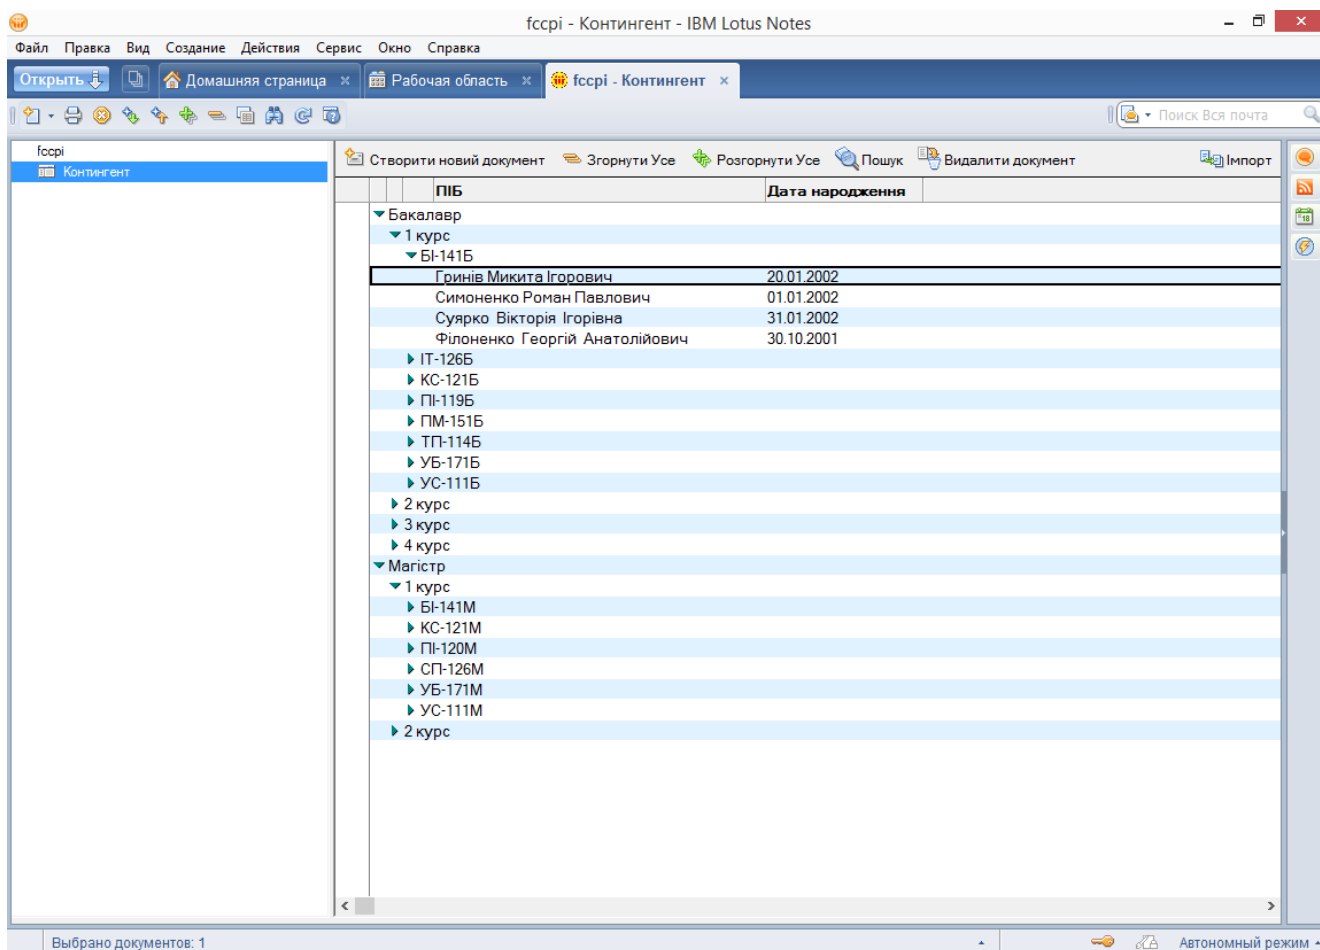 fccpi - Контингент - IBM Lotus Notes
Файл Правка Вид Создание Действия Сервис Окно Справка
Открыть Домашняя страница Рабочая область fccpi - Контингент
Поиск Вся почта
fccpi
Контингент
Створити новий документ Згорнути Усе Розгорнути Усе Пошук Видалити документ Імпорт
ПІБ Дата народження
Бакалавр
1 курс
БІ-141Б
Гринів Микита Ігорович 20.01.2002
Симоненко Роман Павлович 01.01.2002
Суярко Вікторія Ігорівна 31.01.2002
Філоненко Георгій Анатолійович 30.10.2001
ІТ-126Б
КС-121Б
ПІ-119Б
ПМ-151Б
ТП-114Б
УБ-171Б
УС-111Б
2 курс
3 курс
4 курс
Магістр
1 курс
БІ-141М
КС-121М
ПІ-120М
СП-126М
УБ-171М
УС-111М
2 курс
Выбрано документов: 1 Автономный режим